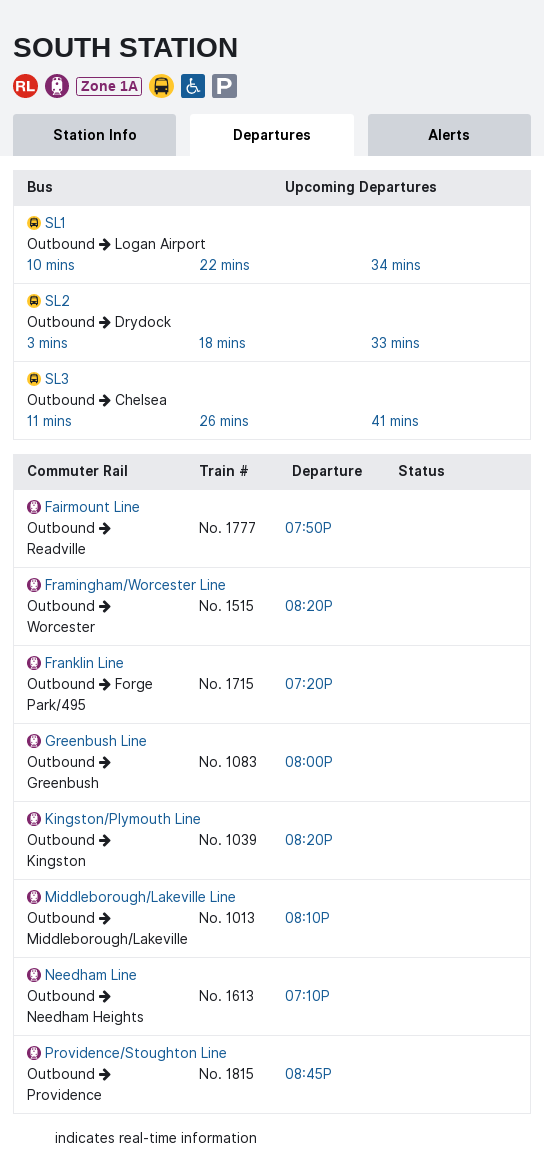 SOUTH STATION
RL Zone 1A P
Station Info Departures Alerts
Bus Upcoming Departures
SL1
Outbound → Logan Airport
10 mins 22 mins 34 mins
SL2
Outbound → Drydock
3 mins 18 mins 33 mins
SL3
Outbound → Chelsea
11 mins 26 mins 41 mins
Commuter Rail Train # Departure Status
Fairmount Line
Outbound → No. 1777 07:50P
Readville
Framingham/Worcester Line
Outbound → No. 1515 08:20P
Worcester
Franklin Line
Outbound → Forge No. 1715 07:20P
Park/495
Greenbush Line
Outbound → No. 1083 08:00P
Greenbush
Kingston/Plymouth Line
Outbound → No. 1039 08:20P
Kingston
Middleborough/Lakeville Line
Outbound → No. 1013 08:10P
Middleborough/Lakeville
Needham Line
Outbound → No. 1613 07:10P
Needham Heights
Providence/Stoughton Line
Outbound → No. 1815 08:45P
Providence
indicates real-time information